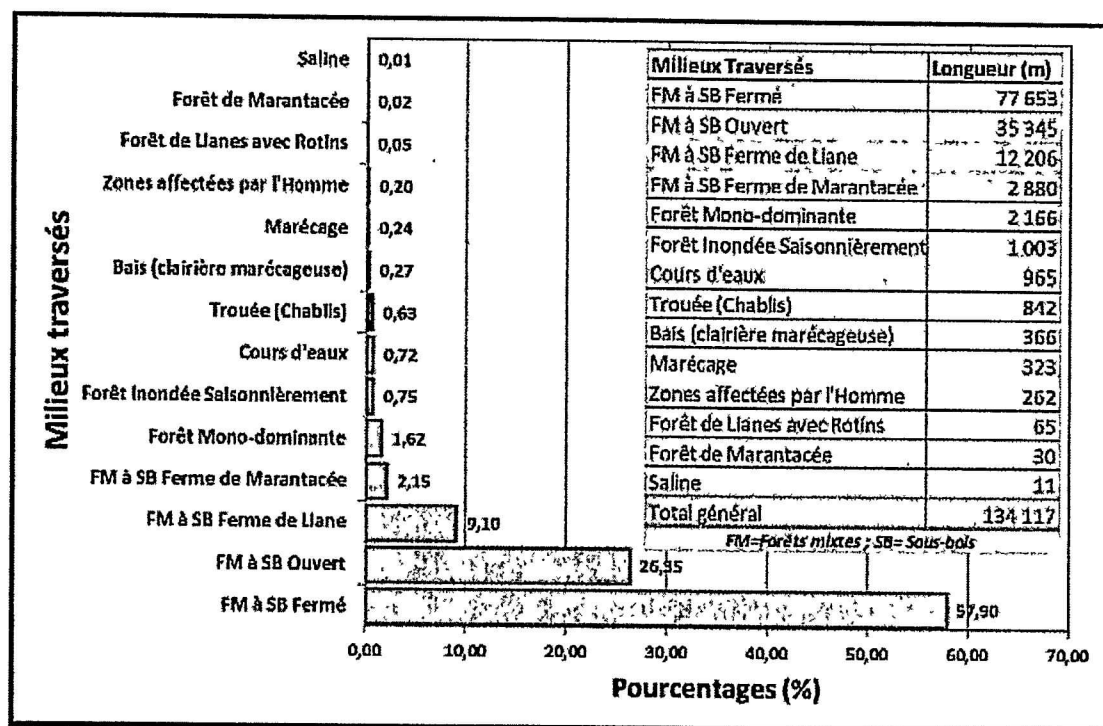 Milieux traversés
Saline 0,01
Forêt de Marantacée 0,02
Forêt de Lianes avec Rotins 0,05
Zones affectées par l'Homme 0,20
Marécage 0,24
Bais (clairière marécageuse) 0,27
Trouée (Chablis) 0,63
Cours d'eaux 0,72
Forêt Inondée Saisonnièrement 0,75
Forêt Mono-dominante 1,62
FM à SB Ferme de Marantacée 2,15
FM à SB Ferme de Liane 9,10
FM à SB Ouvert 26,35
FM à SB Fermé 57,90
0,00 10,00 20,00 30,00 40,00 50,00 60,00 70,00
Pourcentages (%)
Milieux Traversés Longueur (m)
FM à SB Fermé 77 653
FM à SB Ouvert 35 345
FM à SB Ferme de Liane 12 206
FM à SB Ferme de Marantacée 2 880
Forêt Mono-dominante 2 166
Forêt Inondée Saisonnièrement 1 003
Cours d'eaux 965
Trouée (Chablis) 842
Bais (clairière marécageuse) 366
Marécage 323
Zones affectées par l'Homme 262
Forêt de Lianes avec Rotins 65
Forêt de Marantacée 30
Saline 11
Total général 134 117
FM=Forêts mixtes ; SB= Sous-bois